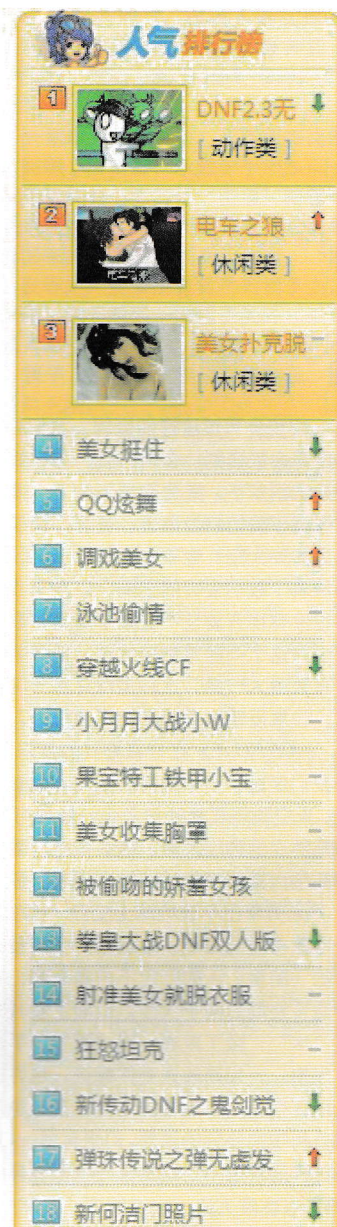 人气排行榜
1
DNF2.3无
[ 动作类 ]
2
电车之狼
[ 休闲类 ]
3
美女扑克脱
[ 休闲类 ]
4 美女挺住
5 QQ炫舞
6 调戏美女
7 泳池偷情
8 穿越火线CF
9 小月月大战小W
10 果宝特工铁甲小宝
11 美女收集胸罩
12 被偷吻的娇羞女孩
13 拳皇大战DNF双人版
14 射准美女就脱衣服
15 狂怒坦克
16 新传动DNF之鬼剑觉
17 弹珠传说之弹无虚发
18 新何洁门照片